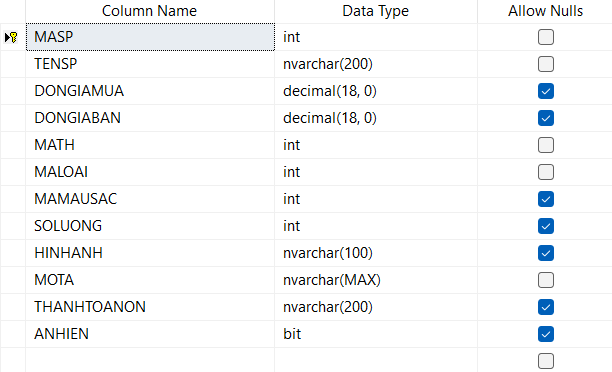 Column Name Data Type Allow Nulls
MASP int
TENSP nvarchar(200)
DONGIAMUA decimal(18, 0)
DONGIABAN decimal(18, 0)
MATH int
MALOAI int
MAMAUSAC int
SOLUONG int
HINHANH nvarchar(100)
MOTA nvarchar(MAX)
THANHTOANON nvarchar(200)
ANHIEN bit